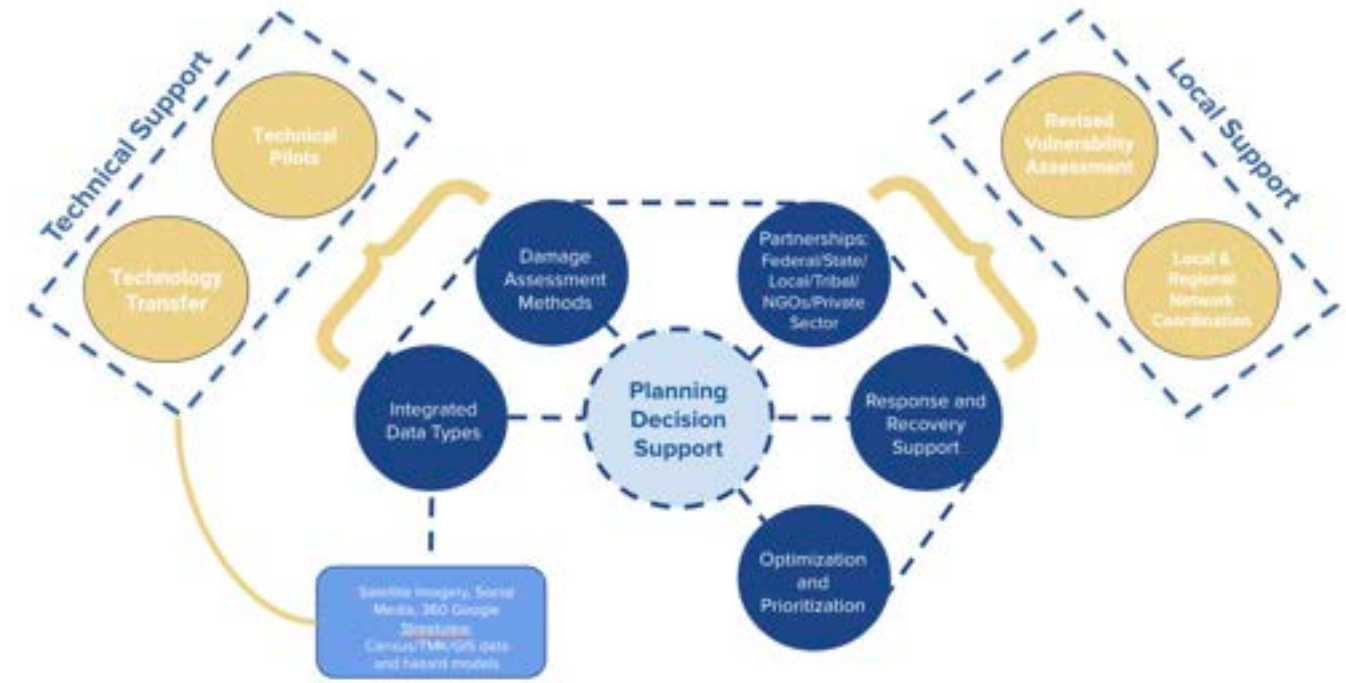 Technical Support
Technical
Pilots
Technology
Transfer
Damage
Assessment
Methods
Integrated
Data Types
Satellite Imagery, Social
Media, 360 Google
Streetview
Census/TMK/GIS data
and hazard models
Planning
Decision
Support
Partnerships:
Federal/State/
Local/Tribal/
NGOs/Private
Sector
Response and
Recovery
Support
Optimization
and
Prioritization
Local Support
Revised
Vulnerability
Assessment
Local &
Regional
Network
Coordination